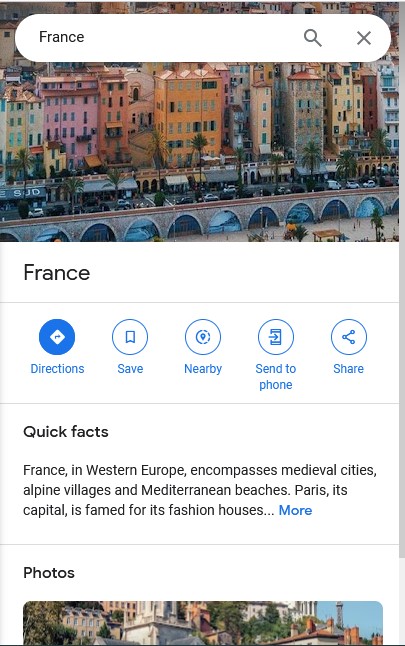 France
France
Directions
Save
Nearby
Send to
phone
Share
Quick facts
France, in Western Europe, encompasses medieval cities,
alpine villages and Mediterranean beaches. Paris, its
capital, is famed for its fashion houses... More
Photos